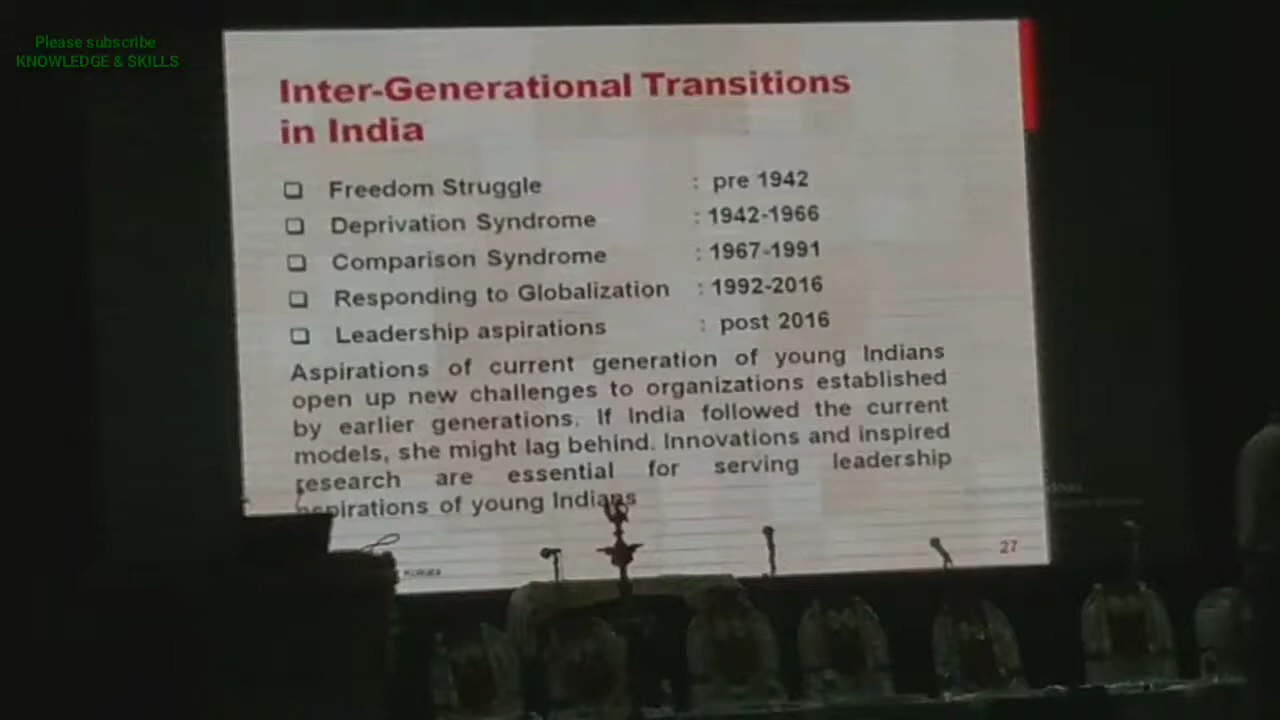 Please subscribe
KNOWLEDGE & SKILLS
Inter-Generational Transitions
in India
❑ Freedom Struggle : pre 1942
❑ Deprivation Syndrome : 1942-1966
❑ Comparison Syndrome : 1967-1991
❑ Responding to Globalization : 1992-2016
❑ Leadership aspirations : post 2016
Aspirations of current generation of young Indians
open up new challenges to organizations established
by earlier generations. If India followed the current
models, she might lag behind. Innovations and inspired
research are essential for serving leadership
aspirations of young Indians
27